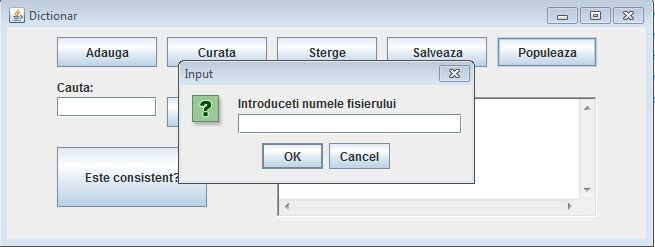 Dictionar
Adauga
Curata
Sterge
Salveaza
Populeaza
Input
Cauta:
Introduceti numele fisierului
OK
Cancel
Este consistent?